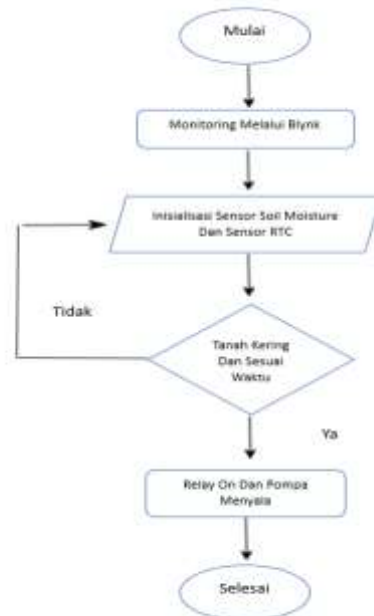 Mulai
Monitoring Melalui Blynk
Inisialisasi Sensor Soil Moisture
Dan Sensor RTC
Tidak
Tanah Kering
Dan Sesuai
Waktu
Ya
Relay On Dan Pompa
Menyala
Selesai